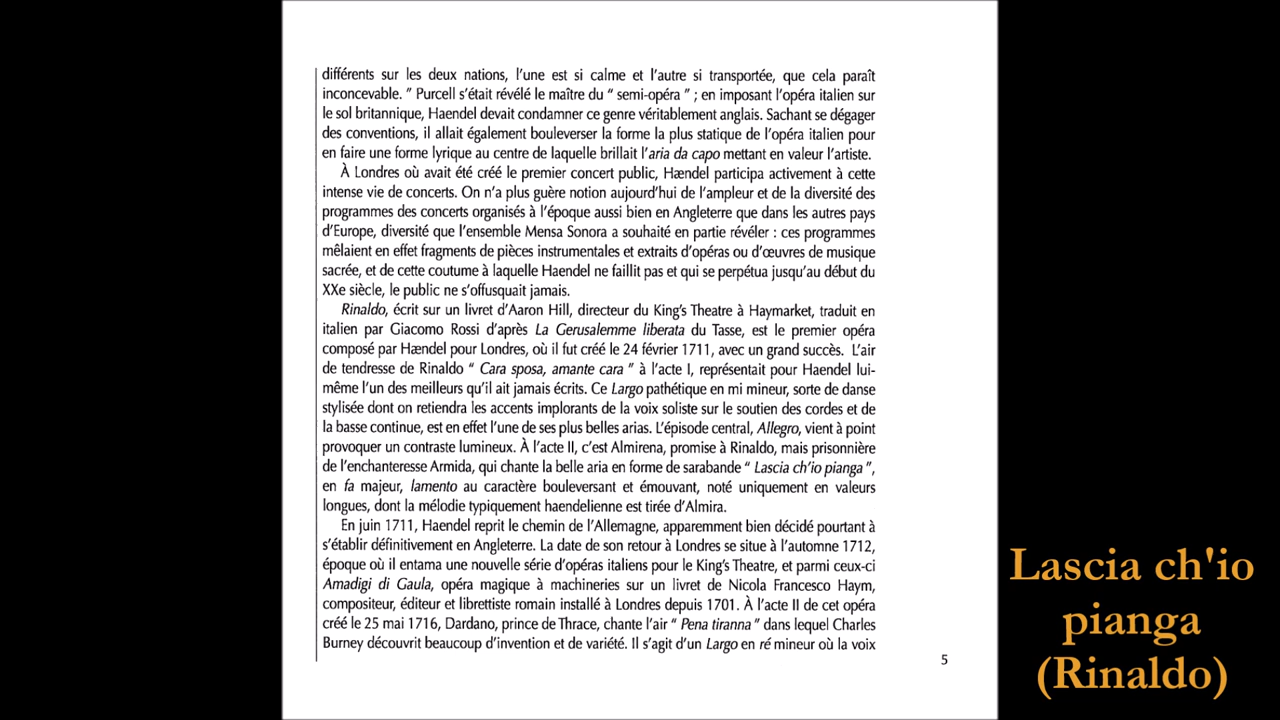 différents sur les deux nations, l'une est si calme et l'autre si transportée, que cela paraît
inconcevable. " Purcell s'était révélé le maître du " semi-opéra " ; en imposant l'opéra italien sur
le sol britannique, Haendel devait condamner ce genre véritablement anglais. Sachant se dégager
des conventions, il allait également bouleverser la forme la plus statique de l'opéra italien pour
en faire une forme lyrique au centre de laquelle brillait l'aria da capo mettant en valeur l'artiste.
À Londres où avait été créé le premier concert public, Hændel participa activement à cette
intense vie de concerts. On n'a plus guère notion aujourd'hui de l'ampleur et de la diversité des
programmes des concerts organisés à l'époque aussi bien en Angleterre que dans les autres pays
d'Europe, diversité que l'ensemble Mensa Sonora a souhaité en partie révéler : ces programmes
mêlaient en effet fragments de pièces instrumentales et extraits d'opéras ou d'œuvres de musique
sacrée, et de cette coutume à laquelle Haendel ne faillit pas et qui se perpétua jusqu'au début du
XXe siècle, le public ne s'offusquait jamais.
Rinaldo, écrit sur un livret d'Aaron Hill, directeur du King's Theatre à Haymarket, traduit en
italien par Giacomo Rossi d'après La Gerusalemme liberata du Tasse, est le premier opéra
composé par Hændel pour Londres, où il fut créé le 24 février 1711, avec un grand succès. L'air
de tendresse de Rinaldo " Cara sposa, amante cara " à l'acte I, représentait pour Haendel lui-
même l'un des meilleurs qu'il ait jamais écrits. Ce Largo pathétique en mi mineur, sorte de danse
stylisée dont on retiendra les accents implorants de la voix soliste sur le soutien des cordes et de
la basse continue, est en effet l'une de ses plus belles arias. L'épisode central, Allegro, vient à point
provoquer un contraste lumineux. À l'acte II, c'est Almirena, promise à Rinaldo, mais prisonnière
de l'enchanteresse Armida, qui chante la belle aria en forme de sarabande " Lascia ch'io pianga ",
en fa majeur, lamento au caractère bouleversant et émouvant, noté uniquement en valeurs
longues, dont la mélodie typiquement haendelienne est tirée d'Almira.
En juin 1711, Haendel reprit le chemin de l'Allemagne, apparemment bien décidé pourtant à
s'établir définitivement en Angleterre. La date de son retour à Londres se situe à l'automne 1712,
époque où il entama une nouvelle série d'opéras italiens pour le King's Theatre, et parmi ceux-ci
Amadigi di Gaula, opéra magique à machineries sur un livret de Nicola Francesco Haym,
compositeur, éditeur et librettiste romain installé à Londres depuis 1701. À l'acte II de cet opéra
créé le 25 mai 1716, Dardano, prince de Thrace, chante l'air " Pena tiranna " dans lequel Charles
Burney découvrit beaucoup d'invention et de variété. Il s'agit d'un Largo en ré mineur où la voix
5
Lascia ch'io
pianga
(Rinaldo)